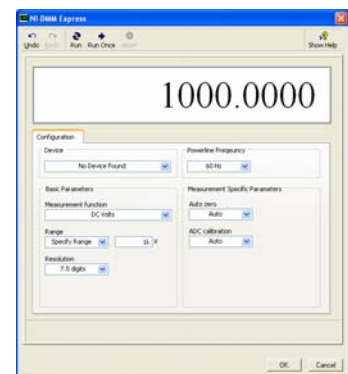 NI DMM Express
Undo Redo Run Run Once Abort Show Help
1000.0000
Configuration
Device
No Device Found
Powerline Frequency
60 Hz
Basic Parameters
Measurement Function
DC Volts
Range
Specify Range 1k V
Resolution
7.5 digits
Measurement Specific Parameters
Auto zero
Auto
ADC calibration
Auto
OK Cancel